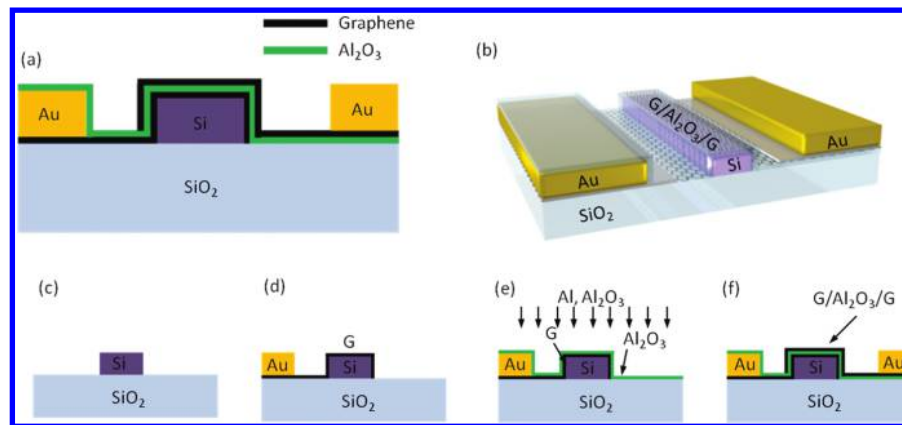 Graphene
Al₂O₃
(a)
Au
Si
Au
SiO₂
(b)
G/Al₂O₃/G
Si
Au
Au
SiO₂
(c)
Si
SiO₂
(d)
G
Au
Si
SiO₂
(e)
Al, Al₂O₃
G
Al₂O₃
Au
Si
SiO₂
(f)
G/Al₂O₃/G
Au
Si
Au
SiO₂